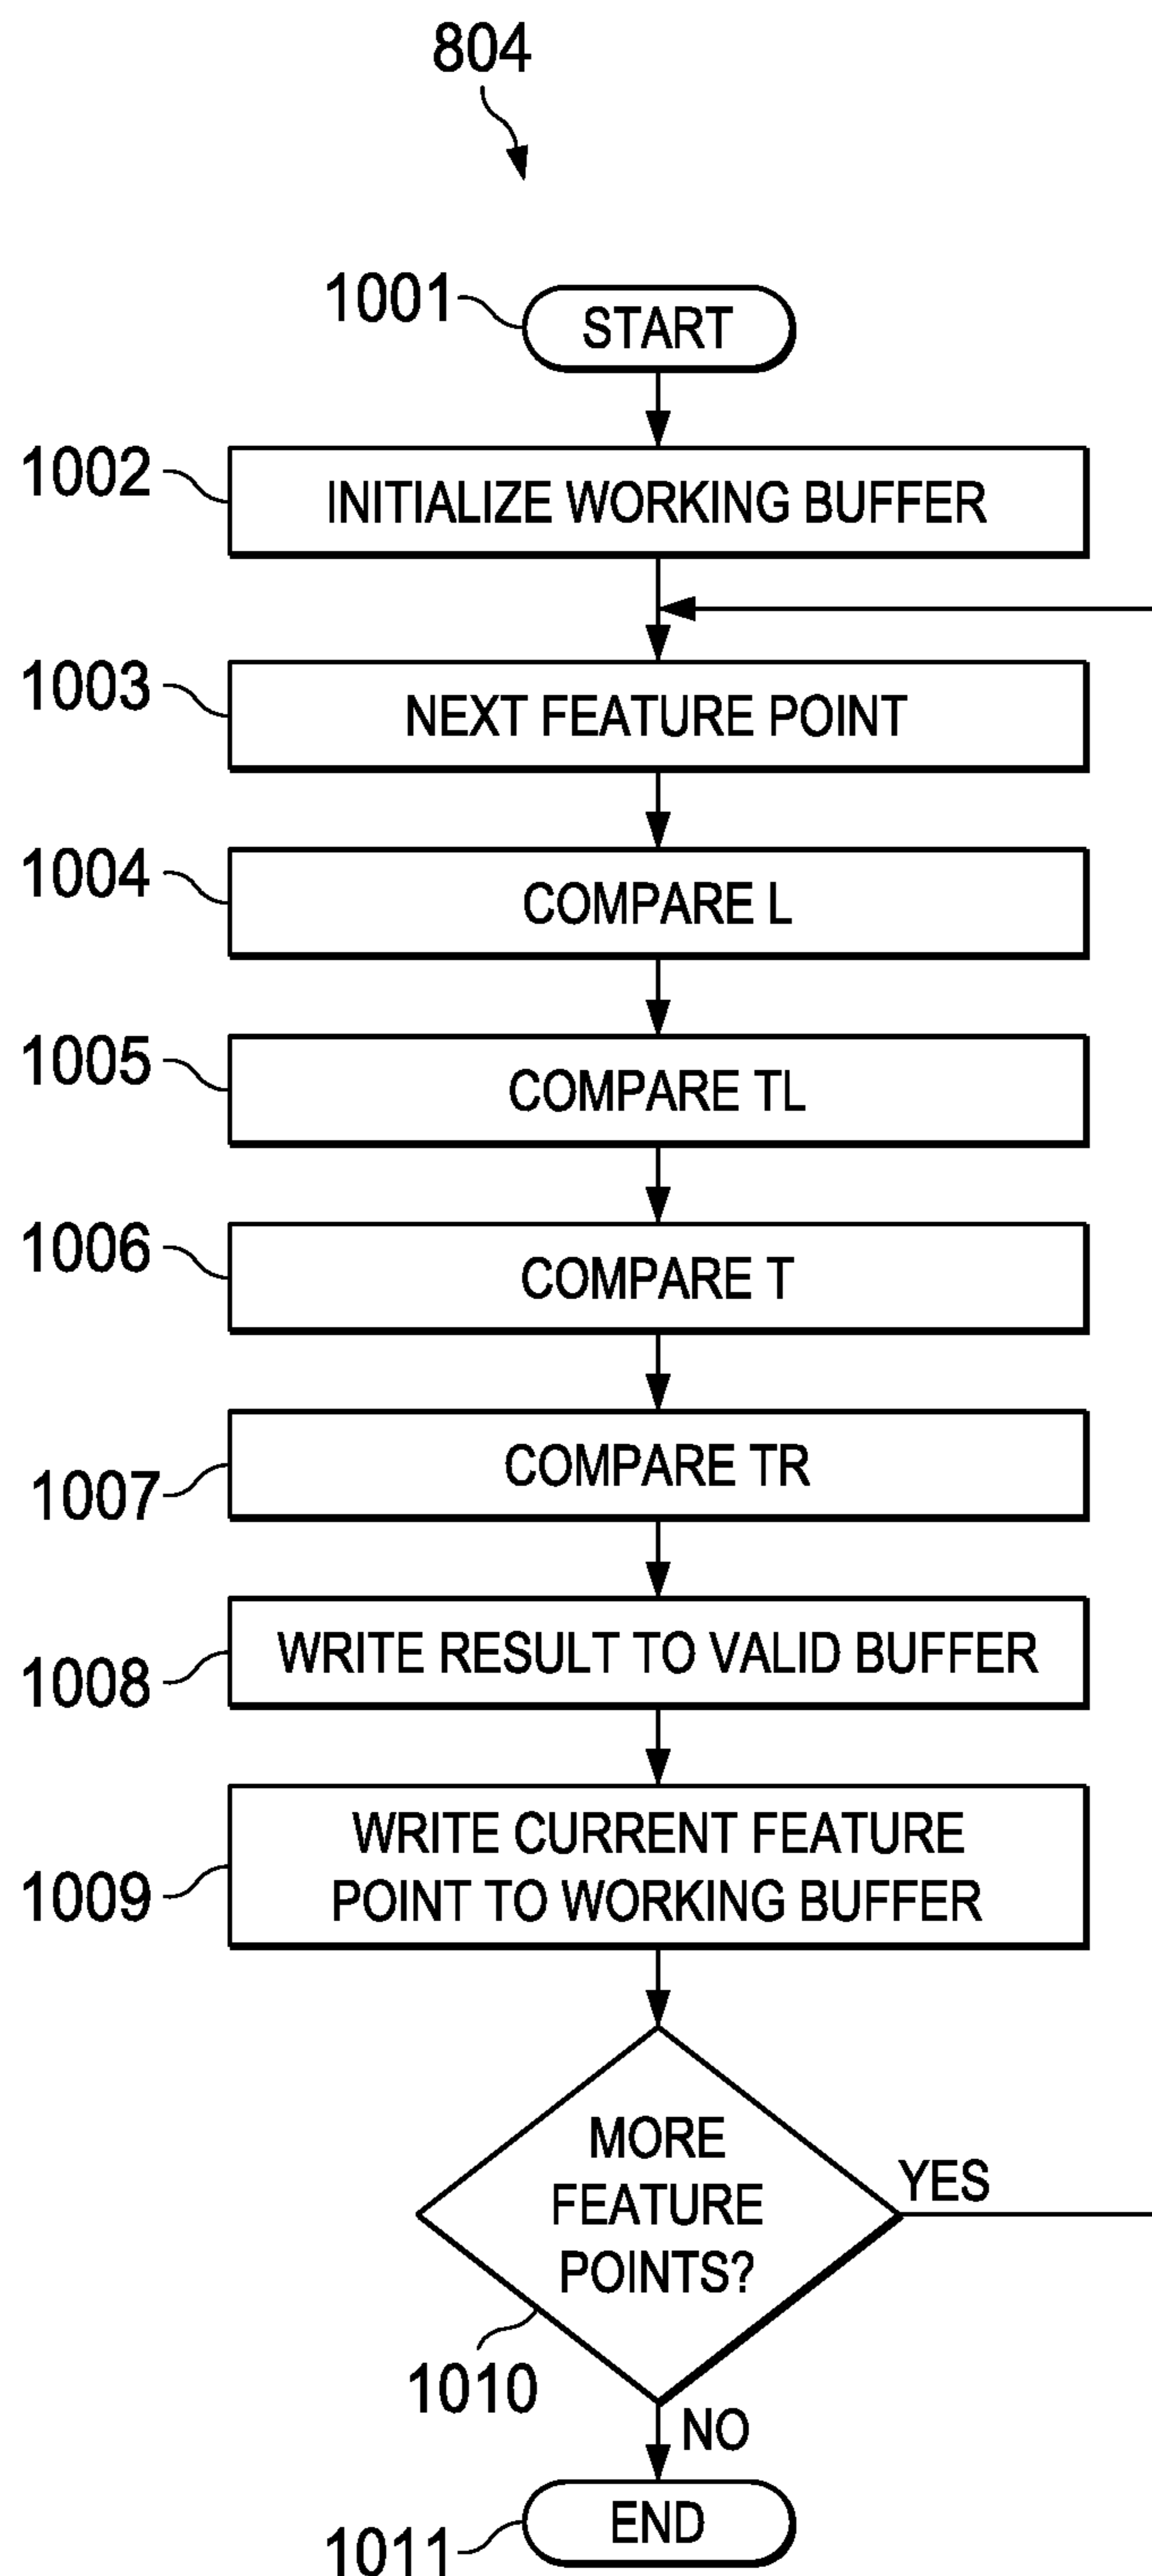 804
1001
START
1002
INITIALIZE WORKING BUFFER
1003
NEXT FEATURE POINT
1004
COMPARE L
1005
COMPARE TL
1006
COMPARE T
1007
COMPARE TR
1008
WRITE RESULT TO VALID BUFFER
1009
WRITE CURRENT FEATURE
POINT TO WORKING BUFFER
MORE
FEATURE
POINTS?
YES
1010
NO
END
1011